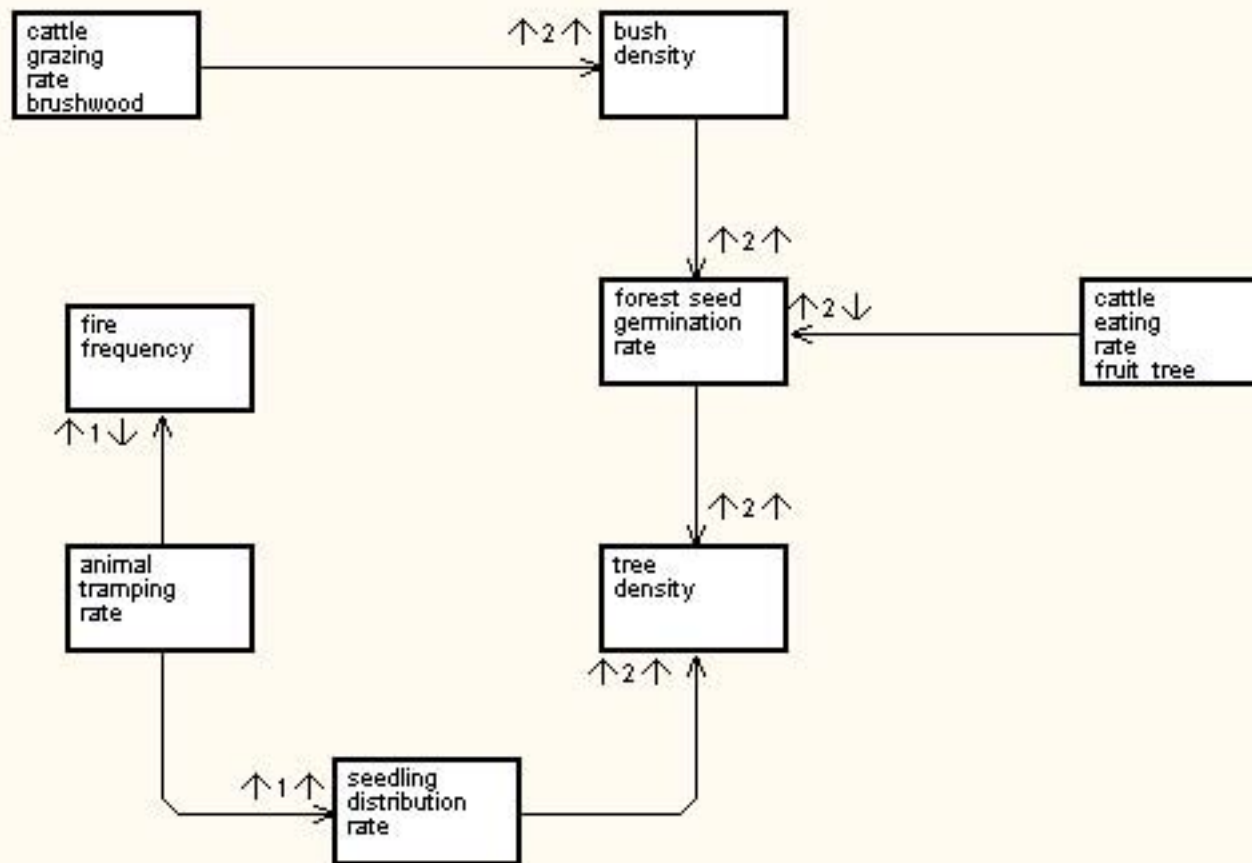 cattle
grazing
rate
brushwood
↑2↑
bush
density
↑2↑
forest seed
germination
rate
↑2↓
cattle
eating
rate
fruit tree
fire
frequency
↑1↓
↑2↑
animal
tramping
rate
tree
density
↑2↑
↑1↑
seedling
distribution
rate